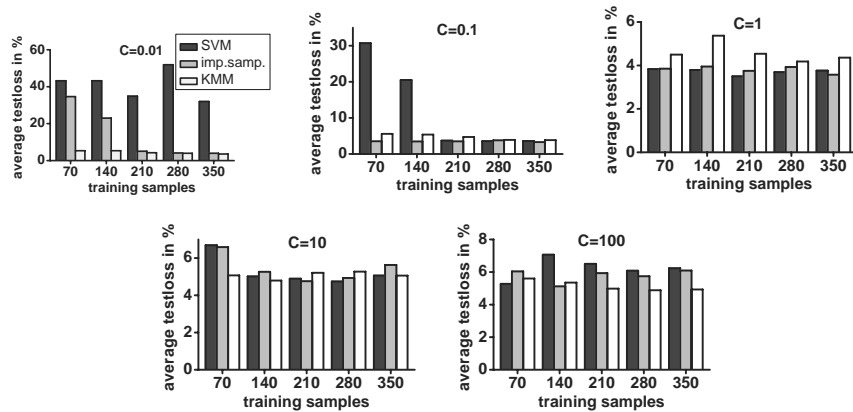 C=0.01
SVM
imp.samp.
KMM
average testloss in %
60
40
20
0
70 140 210 280 350
training samples
C=0.1
average testloss in %
30
20
10
0
70 140 210 280 350
training samples
C=1
average testloss in %
6
4
2
0
70 140 210 280 350
training samples
C=10
average testloss in %
6
4
2
0
70 140 210 280 350
training samples
C=100
average testloss in %
8
6
4
2
0
70 140 210 280 350
training samples